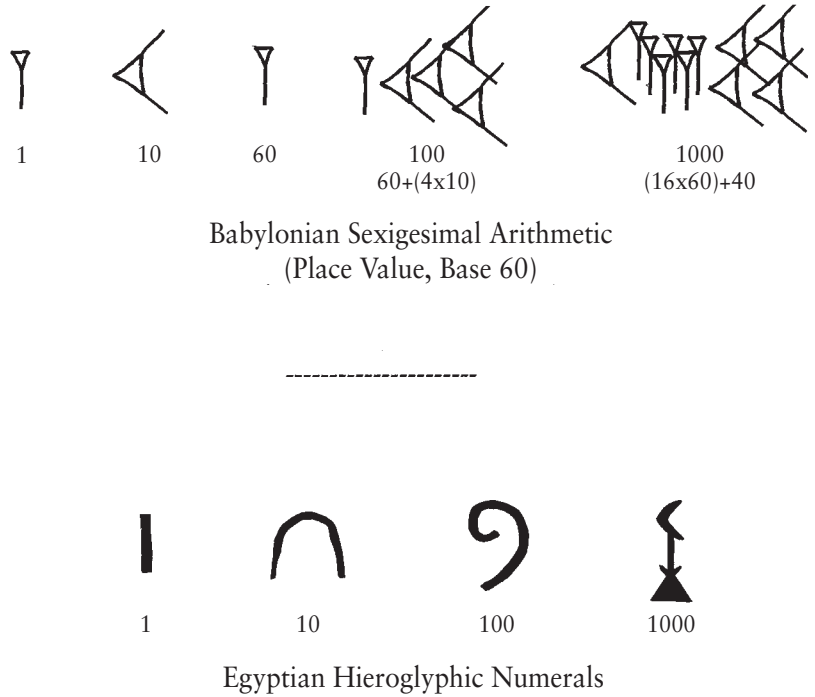 1 10 60 100 1000
60+(4x10) (16x60)+40
Babylonian Sexigesimal Arithmetic
(Place Value, Base 60)
1 10 100 1000
Egyptian Hieroglyphic Numerals